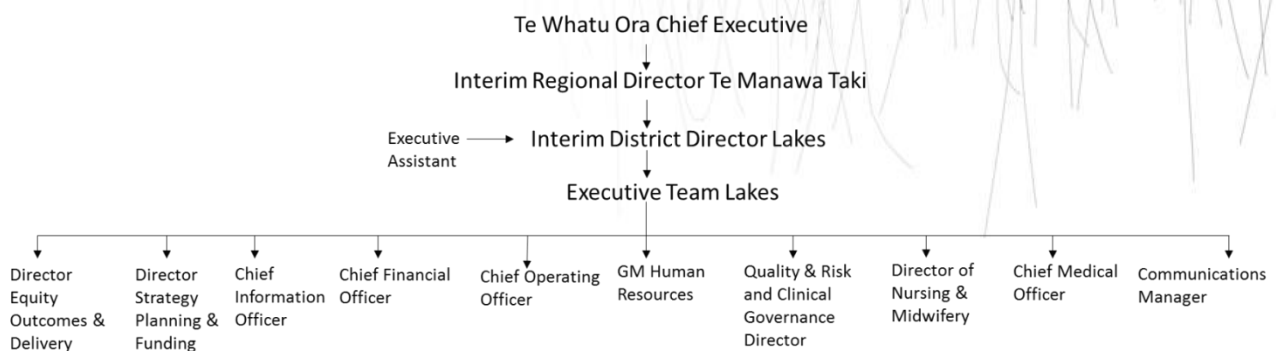 Te Whatu Ora Chief Executive
Interim Regional Director Te Manawa Taki
Executive
Assistant
Interim District Director Lakes
Executive Team Lakes
Director
Equity
Outcomes &
Delivery
Director
Strategy
Planning &
Funding
Chief
Information
Officer
Chief Financial
Officer
Chief Operating
Officer
GM Human
Resources
Quality & Risk
and Clinical
Governance
Director
Director of
Nursing &
Midwifery
Chief Medical
Officer
Communications
Manager